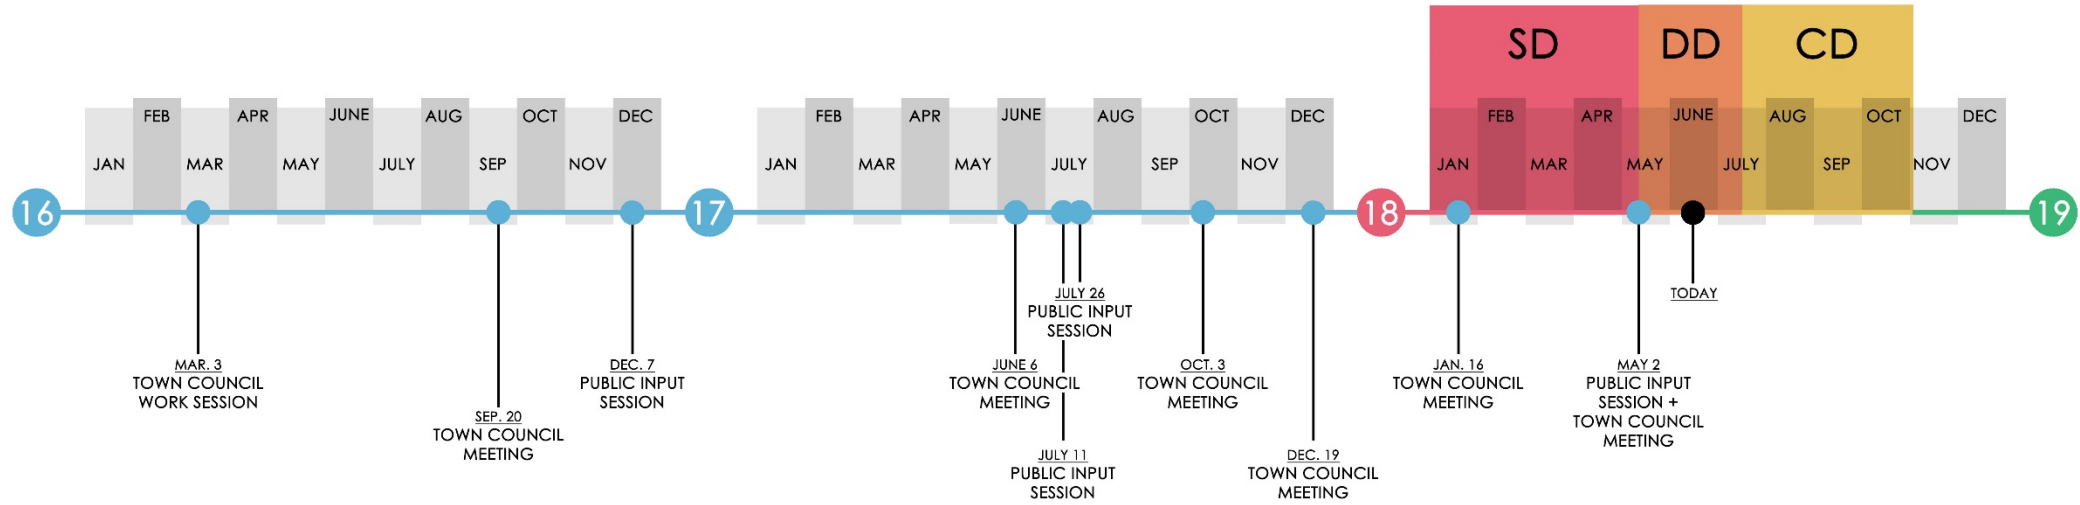 SD DD CD
FEB APR JUNE AUG OCT DEC FEB APR JUNE AUG OCT DEC FEB APR JUNE AUG OCT DEC
JAN MAR MAY JULY SEP NOV JAN MAR MAY JULY SEP NOV JAN MAR MAY JULY SEP NOV
16 17 18 19
MAR. 3
TOWN COUNCIL
WORK SESSION
SEP. 20
TOWN COUNCIL
MEETING
DEC. 7
PUBLIC INPUT
SESSION
JUNE 6
TOWN COUNCIL
MEETING
JULY 11
PUBLIC INPUT
SESSION
JULY 26
PUBLIC INPUT
SESSION
OCT. 3
TOWN COUNCIL
MEETING
DEC. 19
TOWN COUNCIL
MEETING
JAN. 16
TOWN COUNCIL
MEETING
MAY 2
PUBLIC INPUT
SESSION +
TOWN COUNCIL
MEETING
TODAY